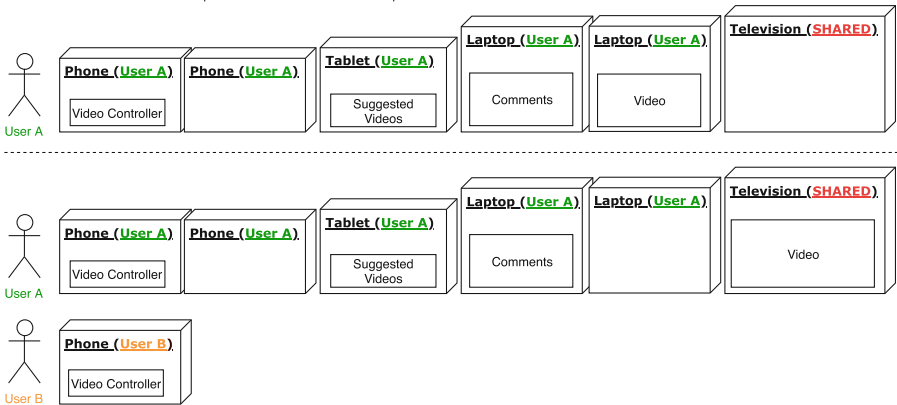 Phone (User A)
Phone (User A)
Tablet (User A)
Laptop (User A)
Laptop (User A)
Television (SHARED)
Video Controller
Suggested
Videos
Comments
Video
User A
Phone (User A)
Phone (User A)
Tablet (User A)
Laptop (User A)
Laptop (User A)
Television (SHARED)
Video Controller
Suggested
Videos
Comments
Video
User A
Phone (User B)
Video Controller
User B